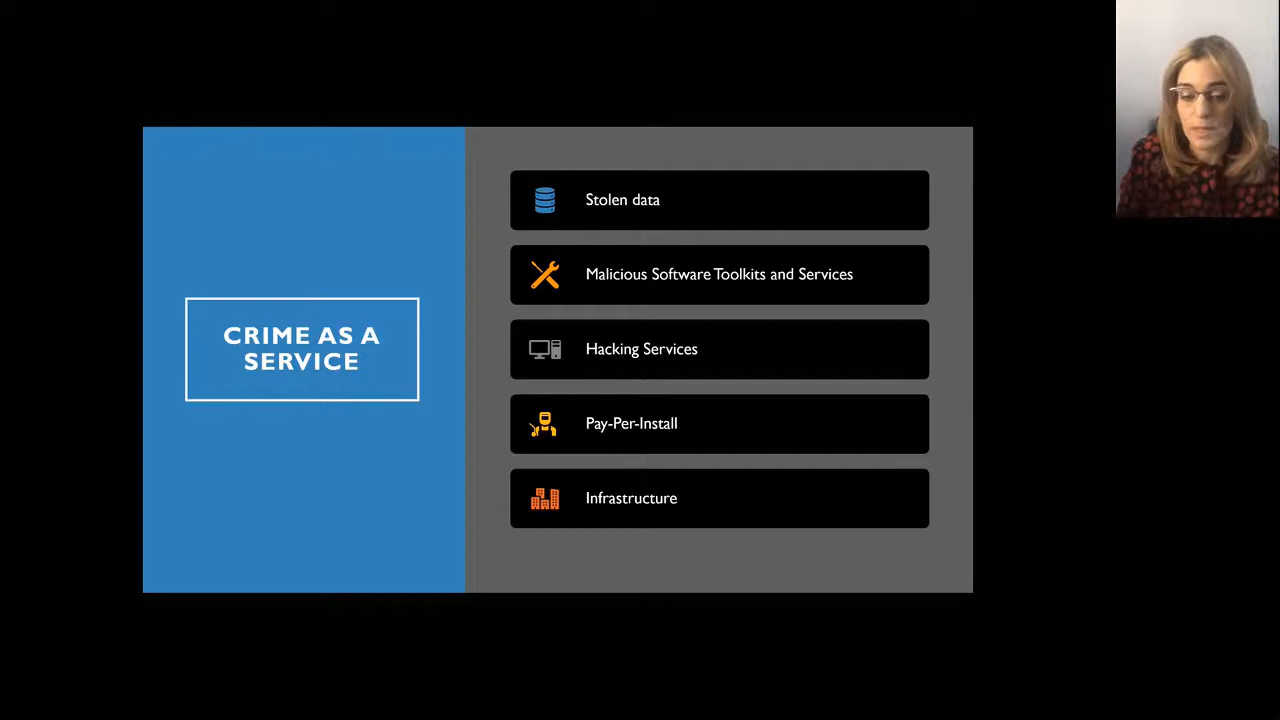 CRIME AS A
SERVICE
Stolen data
Malicious Software Toolkits and Services
Hacking Services
Pay-Per-Install
Infrastructure